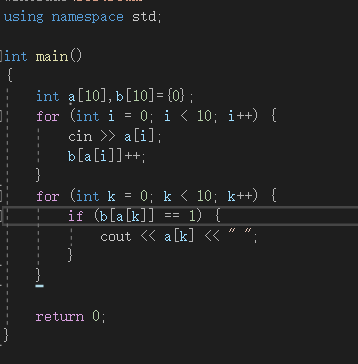 using namespace std;
int main()
{
int a[10],b[10]={0};
for (int i = 0; i < 10; i++) {
cin >> a[i];
b[a[i]]++;
}
for (int k = 0; k < 10; k++) {
if (b[a[k]] == 1) {
cout << a[k] << " ";
}
}
return 0;
}